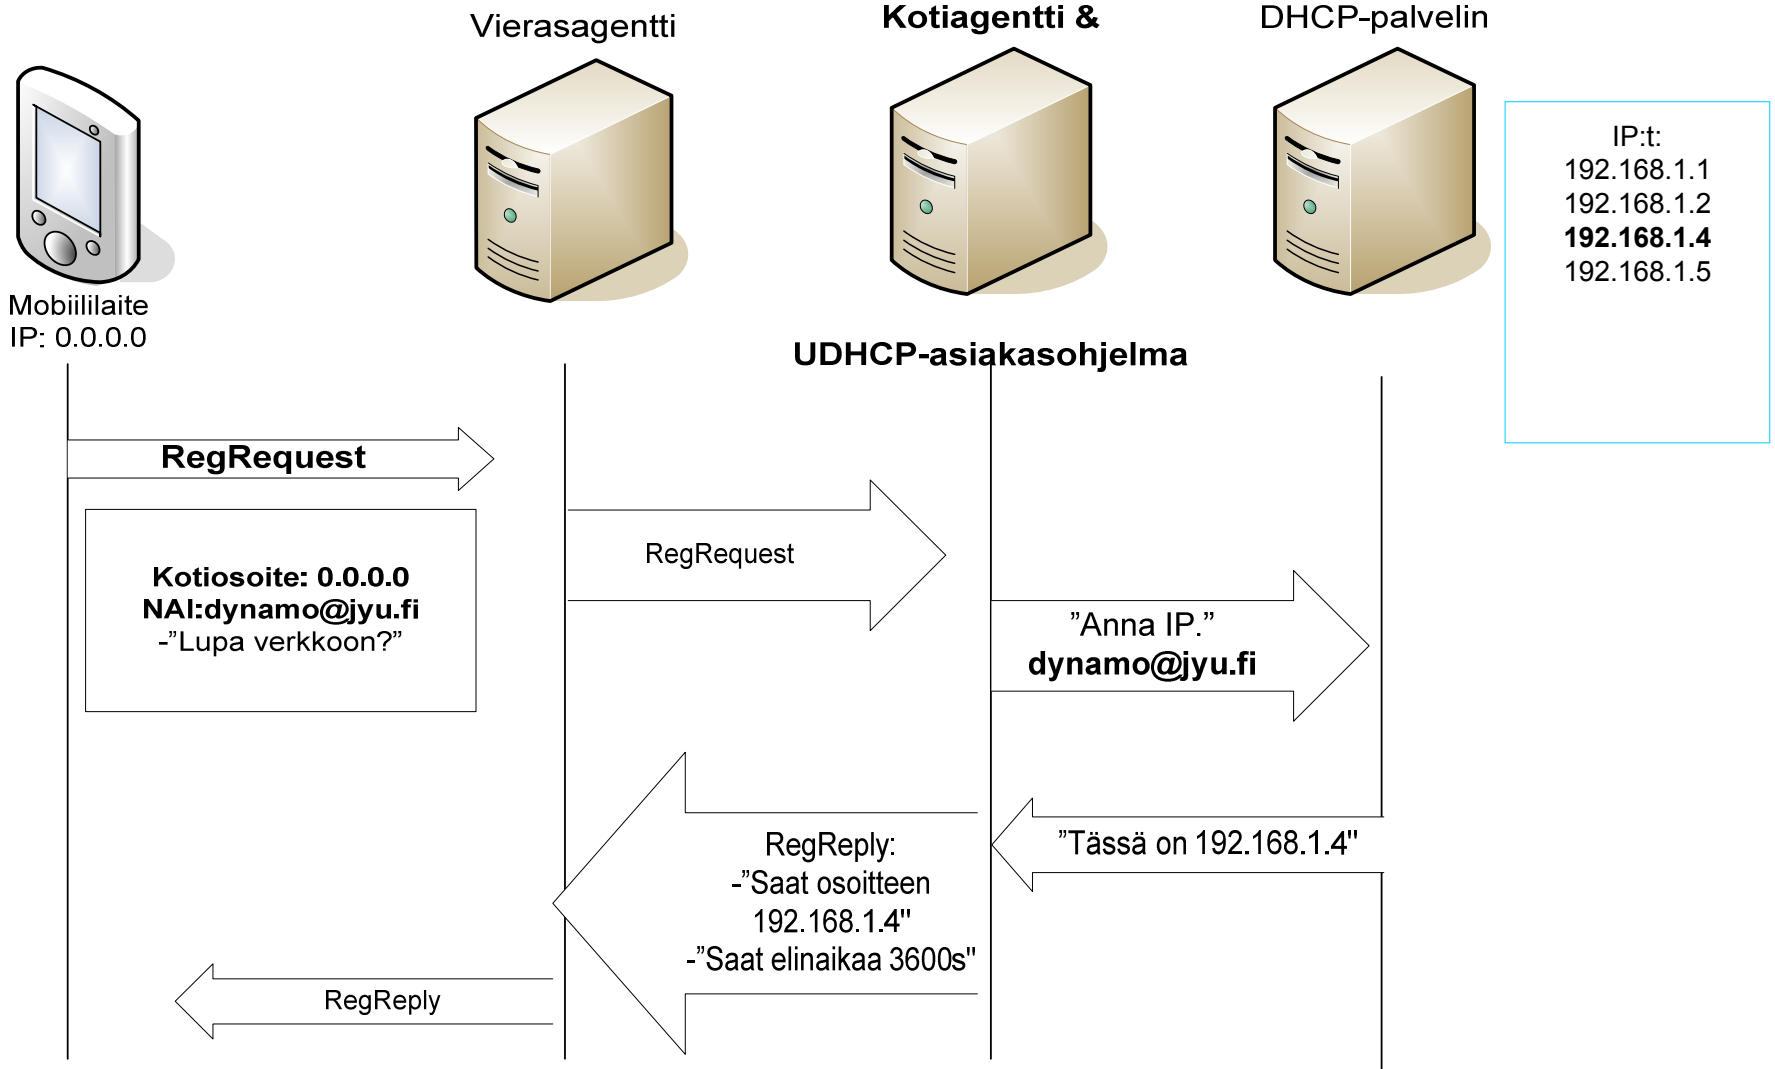 Vierasagentti
Kotiagentti &
DHCP-palvelin
IP:t:
192.168.1.1
192.168.1.2
192.168.1.4
192.168.1.5
Mobiililaite
IP: 0.0.0.0
UDHCP-asiakasohjelma
RegRequest
Kotiosoite: 0.0.0.0
NAI:dynamo@jyu.fi
-”Lupa verkkoon?”
RegRequest
”Anna IP.”
dynamo@jyu.fi
”Tässä on 192.168.1.4"
RegReply:
-”Saat osoitteen
192.168.1.4"
-”Saat elinaikaa 3600s"
RegReply